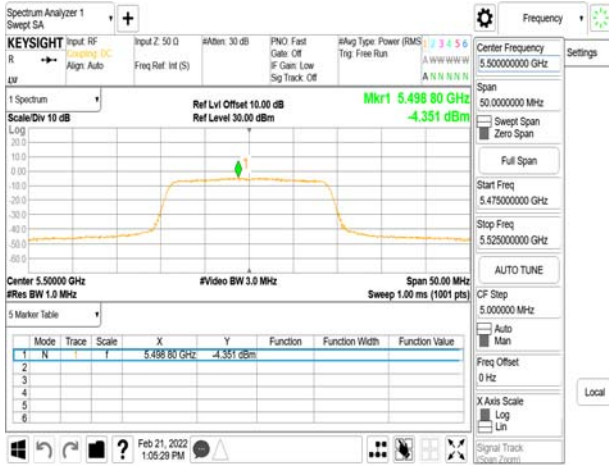 Spectrum Analyzer 1
Swept SA
+
Frequency
KEYSIGHT
R
Input: RF
Coupling: DC
Align: Auto
Input Z: 50 Ω
Freq Ref: Int (S)
#Atten: 30 dB
PNO: Fast
Gate: Off
IF Gain: Low
Sig Track: Off
#Avg Type: Power (RMS
Trig: Free Run
1 2 3 4 5 6
A WW WW W
A N N N N N
1 Spectrum
Scale/Div 10 dB
Ref Lvl Offset 10.00 dB
Ref Level 30.00 dBm
Mkr1 5.498 80 GHz
-4.351 dBm
Log
20.0
10.0
0.00
-10.0
-20.0
-30.0
-40.0
-50.0
-60.0
1
Center 5.50000 GHz
#Res BW 1.0 MHz
#Video BW 3.0 MHz
Span 50.00 MHz
Sweep 1.00 ms (1001 pts)
5 Marker Table
Mode Trace Scale X Y Function Function Width Function Value
1 N 1 f 5.498 80 GHz -4.351 dBm
2
3
4
5
6
?
Feb 21, 2022
1:05:29 PM
Center Frequency
5.500000000 GHz
Settings
Span
50.0000000 MHz
Swept Span
Zero Span
Full Span
Start Freq
5.475000000 GHz
Stop Freq
5.525000000 GHz
AUTO TUNE
CF Step
5.000000 MHz
Auto
Man
Freq Offset
0 Hz
Local
X Axis Scale
Log
Lin
Signal Track
(Span Zoom)